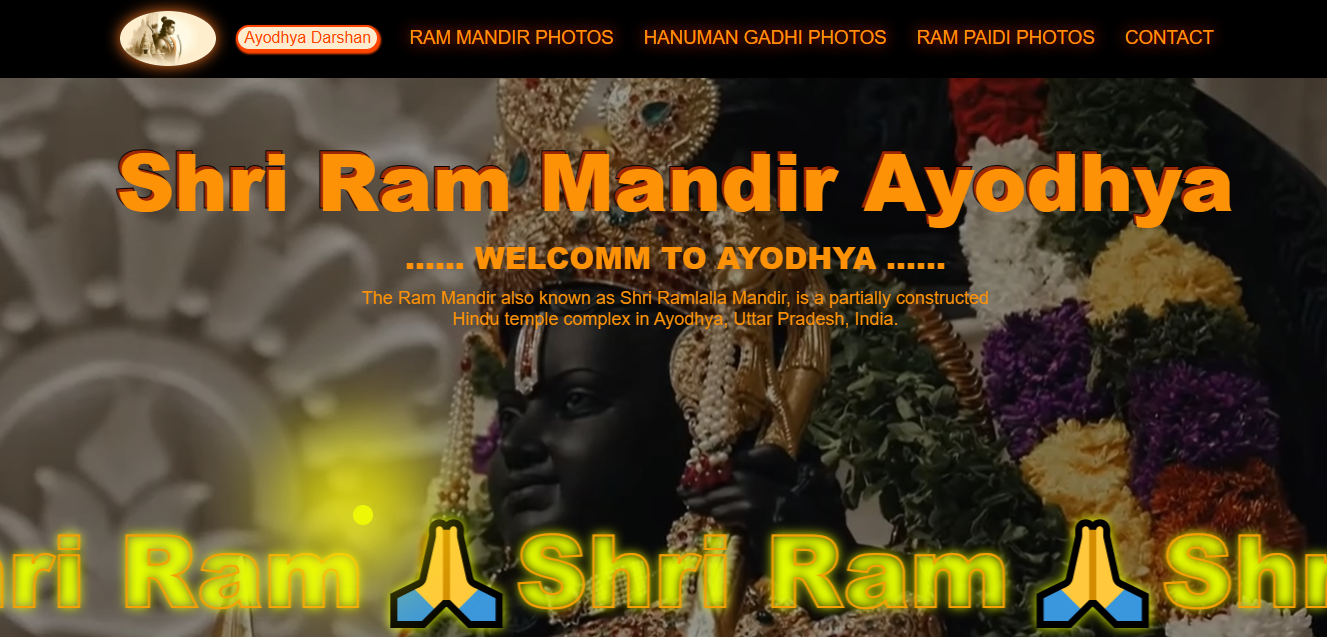 Ayodhya Darshan
RAM MANDIR PHOTOS
HANUMAN GADHI PHOTOS
RAM PAIDI PHOTOS
CONTACT
Shri Ram Mandir Ayodhya
...... WELCOMM TO AYODHYA ......
The Ram Mandir also known as Shri Ramlalla Mandir, is a partially constructed
Hindu temple complex in Ayodhya, Uttar Pradesh, India.
hri Ram 🙏 Shri Ram 🙏 Shr